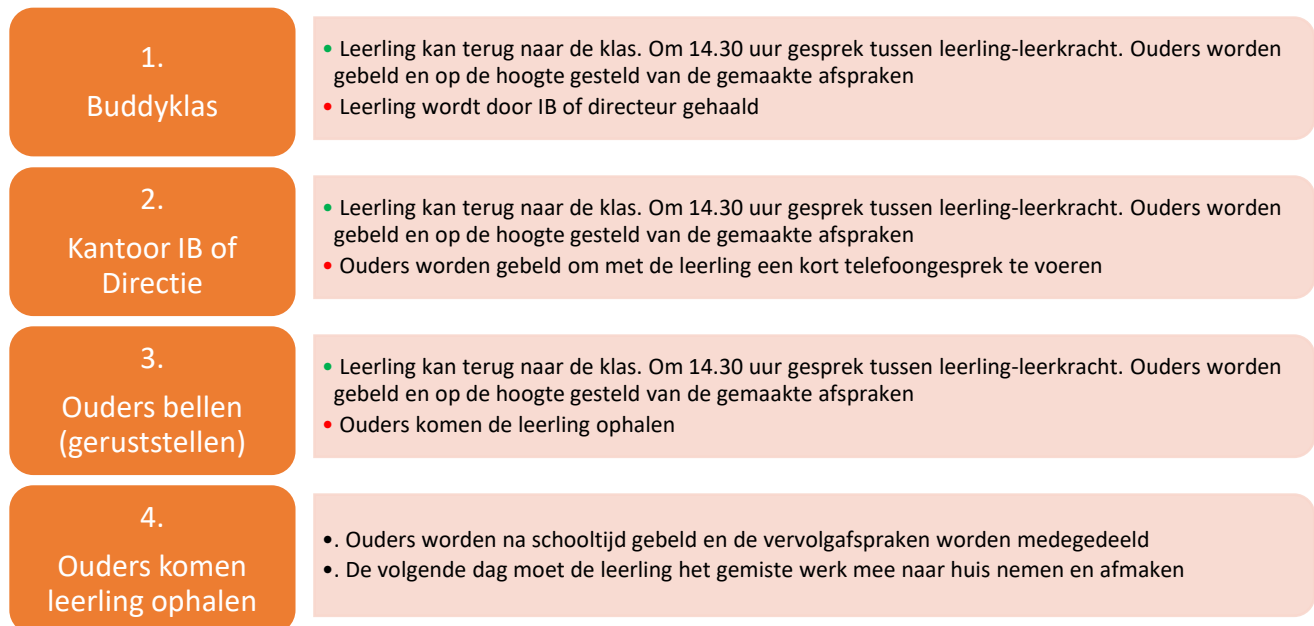 1.
Buddyklas
• Leerling kan terug naar de klas. Om 14.30 uur gesprek tussen leerling-leerkracht. Ouders worden
gebeld en op de hoogte gesteld van de gemaakte afspraken
• Leerling wordt door IB of directeur gehaald
2.
Kantoor IB of
Directie
• Leerling kan terug naar de klas. Om 14.30 uur gesprek tussen leerling-leerkracht. Ouders worden
gebeld en op de hoogte gesteld van de gemaakte afspraken
• Ouders worden gebeld om met de leerling een kort telefoongesprek te voeren
3.
Ouders bellen
(geruststellen)
• Leerling kan terug naar de klas. Om 14.30 uur gesprek tussen leerling-leerkracht. Ouders worden
gebeld en op de hoogte gesteld van de gemaakte afspraken
• Ouders komen de leerling ophalen
4.
Ouders komen
leerling ophalen
•. Ouders worden na schooltijd gebeld en de vervolgafspraken worden medegedeeld
•. De volgende dag moet de leerling het gemiste werk mee naar huis nemen en afmaken